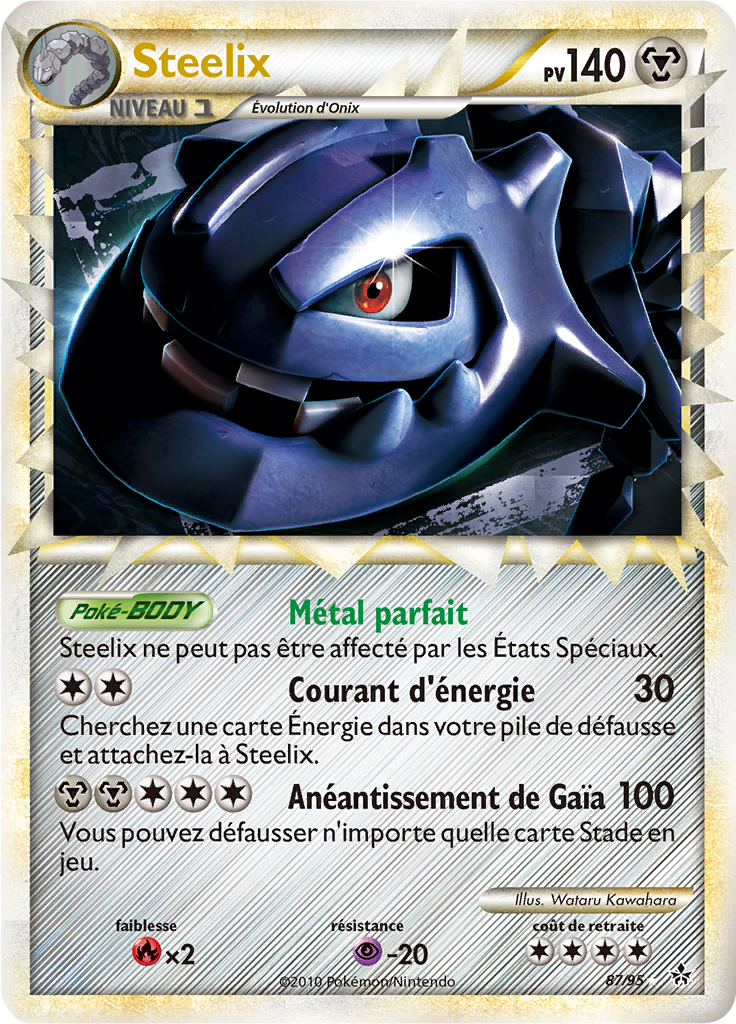 Steelix
PV140
NIVEAU 1
Évolution d'Onix
Poké-BODY Métal parfait
Steelix ne peut pas être affecté par les États Spéciaux.
Courant d'énergie 30
Cherchez une carte Énergie dans votre pile de défausse
et attachez-la à Steelix.
Anéantissement de Gaïa 100
Vous pouvez défausser n'importe quelle carte Stade en
jeu.
Illus. Wataru Kawahara
faiblesse résistance coût de retraite
×2 -20
©2010 Pokémon/Nintendo 87/95